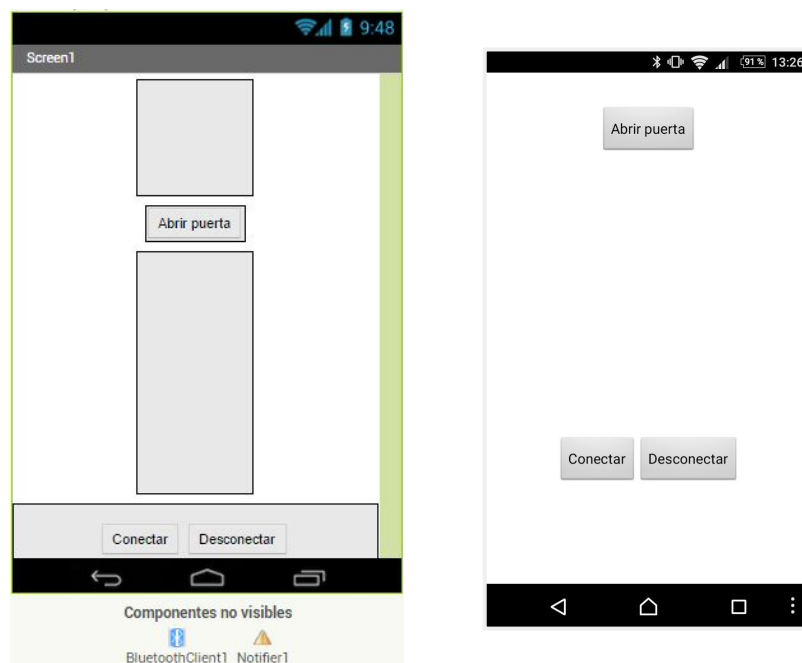 9:48
Screen1
Abrir puerta
Conectar Desconectar
Componentes no visibles
BluetoothClient1 Notifier1
91% 13:26
Abrir puerta
Conectar Desconectar